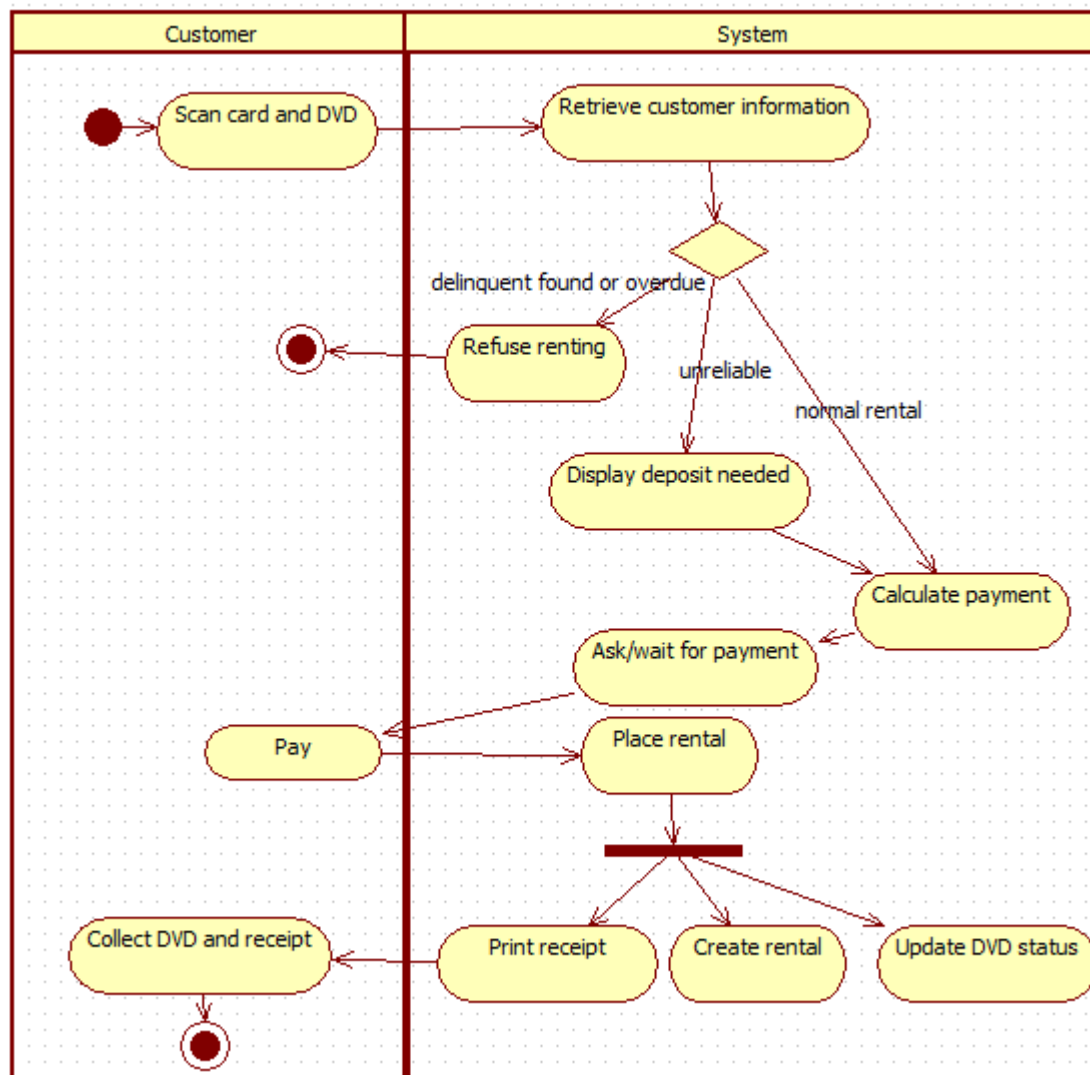 Customer
System
Scan card and DVD
Retrieve customer information
delinquent found or overdue
Refuse renting
unreliable
normal rental
Display deposit needed
Calculate payment
Ask/wait for payment
Pay
Place rental
Collect DVD and receipt
Print receipt
Create rental
Update DVD status